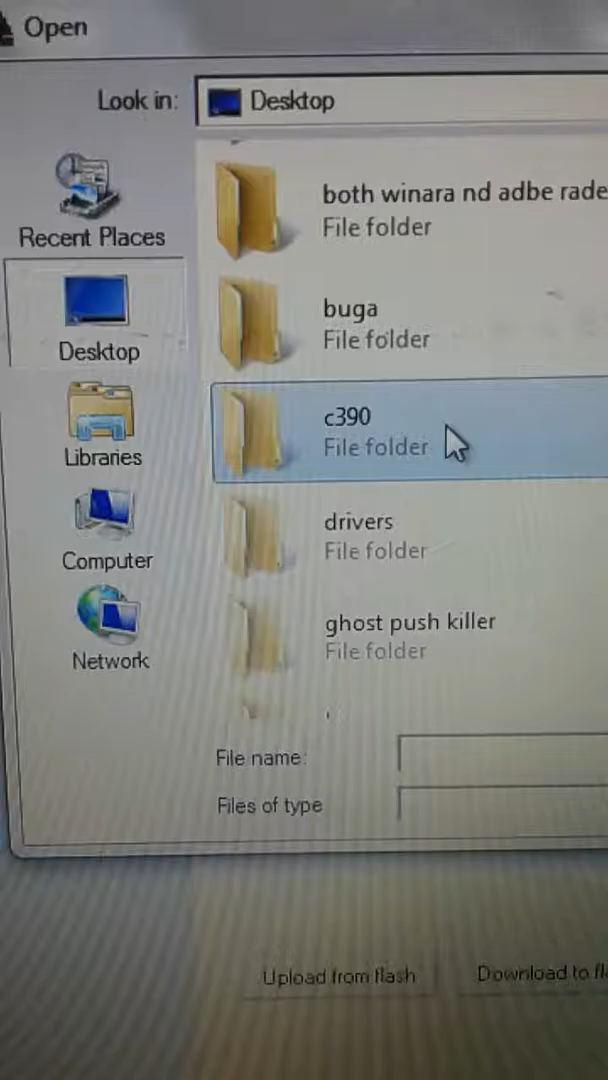 Open
Look in:
Desktop
Recent Places
Desktop
Libraries
Computer
Network
both winara nd adbe rade
File folder
buga
File folder
c390
File folder
drivers
File folder
ghost push killer
File folder
File name:
Files of type
Upload from flash
Download to fl